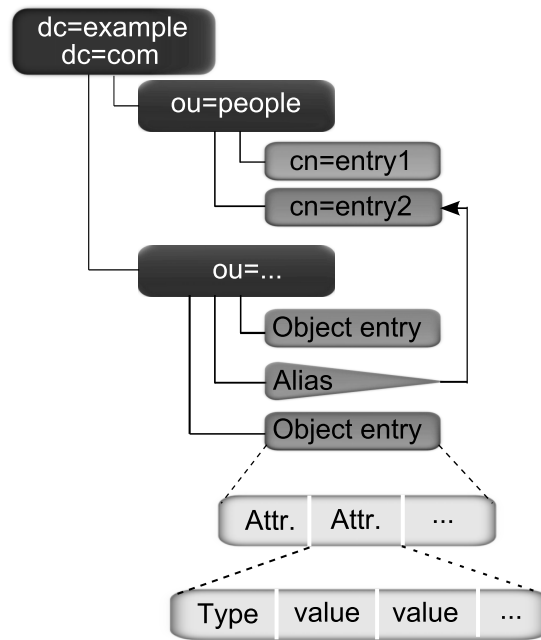 dc=example
dc=com
ou=people
cn=entry1
cn=entry2
ou=...
Object entry
Alias
Object entry
Attr. Attr. ...
Type value value ...